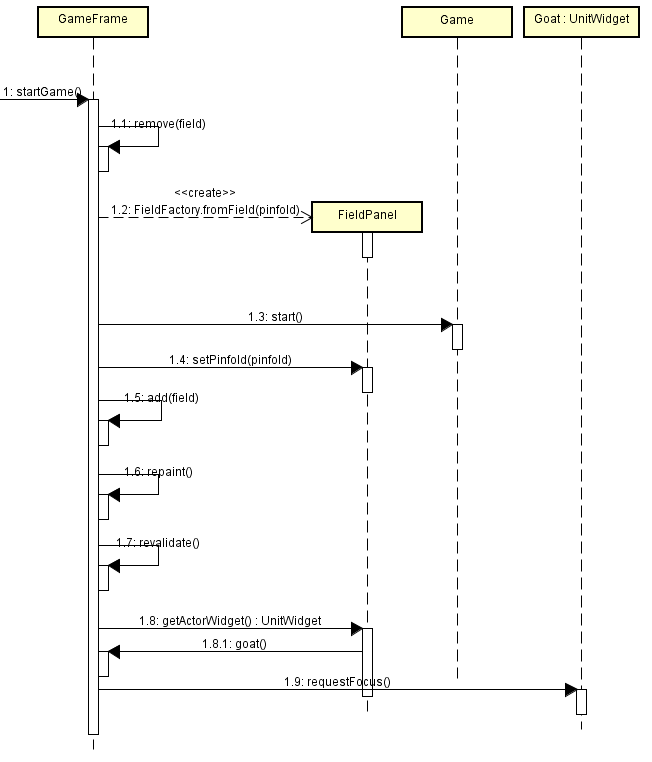 GameFrame
Game
Goat : UnitWidget
1: startGame()
1.1: remove(field)
<<create>>
1.2: FieldFactory.fromField(pinfold)
FieldPanel
1.3: start()
1.4: setPinfold(pinfold)
1.5: add(field)
1.6: repaint()
1.7: revalidate()
1.8: getActorWidget() : UnitWidget
1.8.1: goat()
1.9: requestFocus()